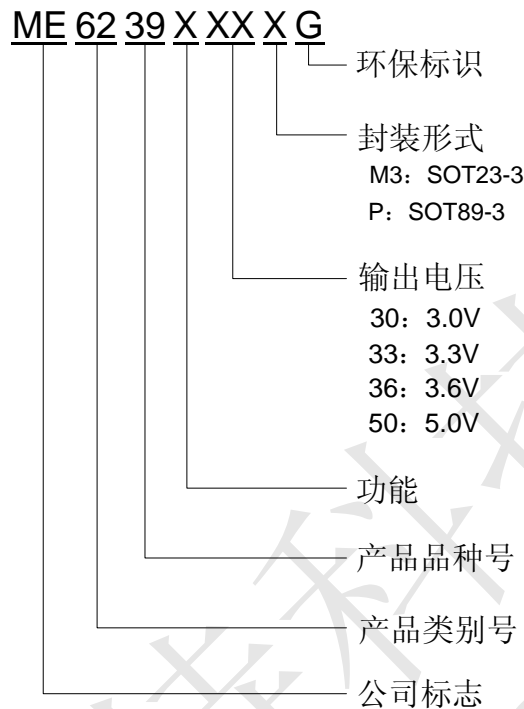 ME 62 39 X XX X G
环保标识
封装形式
M3：SOT23-3
P：SOT89-3
输出电压
30：3.0V
33：3.3V
36：3.6V
50：5.0V
功能
产品品种号
产品类别号
公司标志